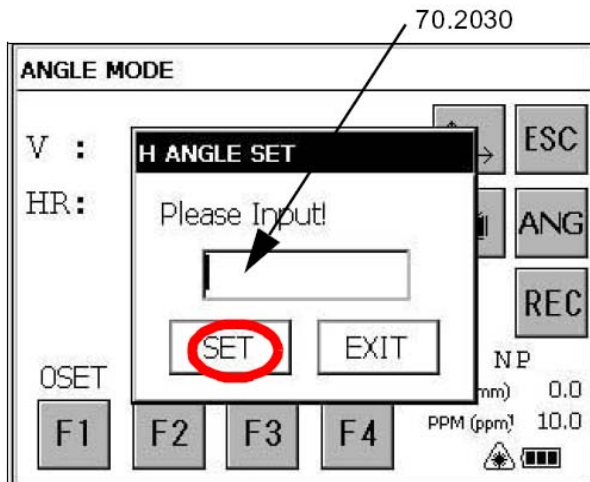 70.2030
ANGLE MODE
V :
H ANGLE SET
ESC
HR:
Please Input!
ANG
REC
SET
EXIT
NP
0SET
mm) 0.0
F1
F2
F3
F4
PPM (ppm) 10.0